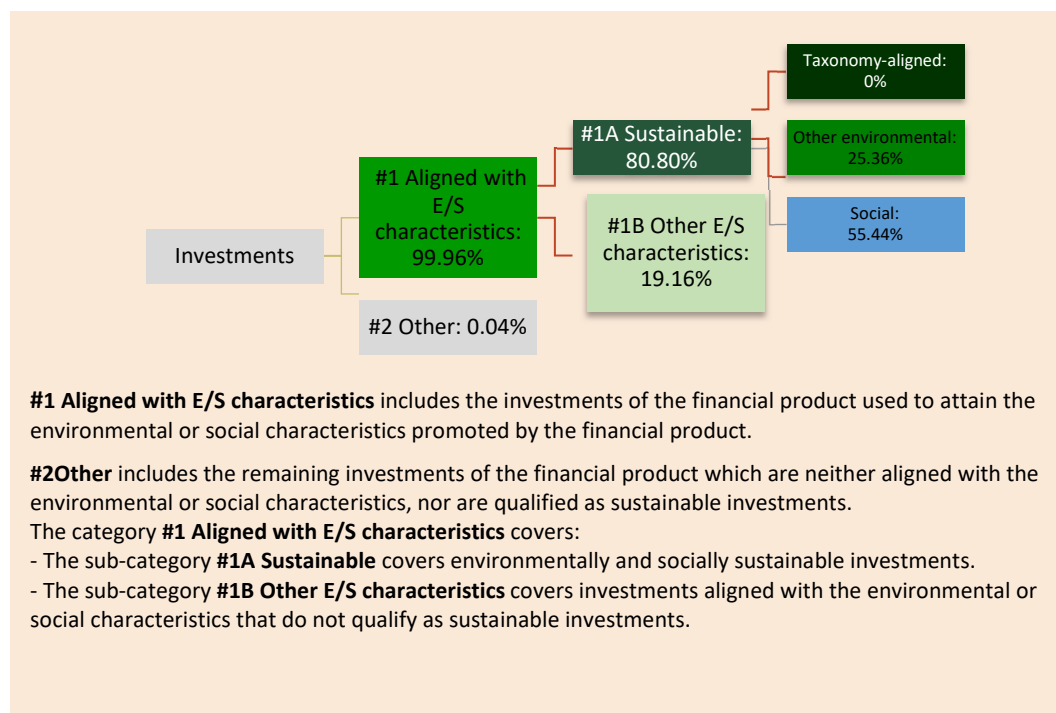 Taxonomy-aligned:
0%
#1A Sustainable:
80.80%
Other environmental:
25.36%
#1 Aligned with
E/S
characteristics:
99.96%
#1B Other E/S
characteristics:
19.16%
Social:
55.44%
Investments
#2 Other: 0.04%
#1 Aligned with E/S characteristics includes the investments of the financial product used to attain the
environmental or social characteristics promoted by the financial product.
#2Other includes the remaining investments of the financial product which are neither aligned with the
environmental or social characteristics, nor are qualified as sustainable investments.
The category #1 Aligned with E/S characteristics covers:
- The sub-category #1A Sustainable covers environmentally and socially sustainable investments.
- The sub-category #1B Other E/S characteristics covers investments aligned with the environmental or
social characteristics that do not qualify as sustainable investments.